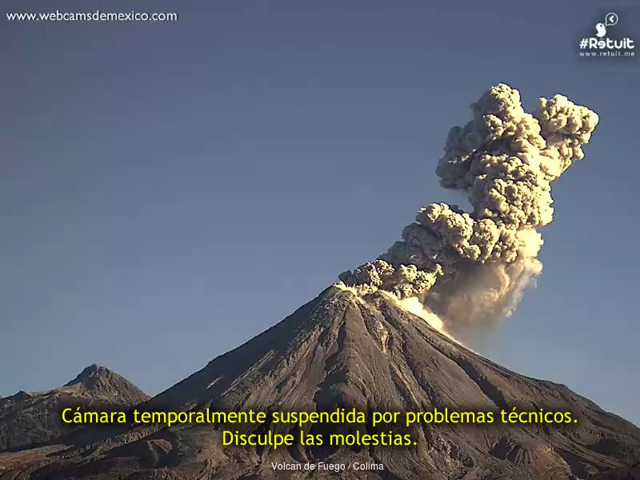 www.webcamsdemexico.com
#Retuit
www.retuit.me
Cámara temporalmente suspendida por problemas técnicos.
Disculpe las molestias.
Volcan de Fuego / Colima